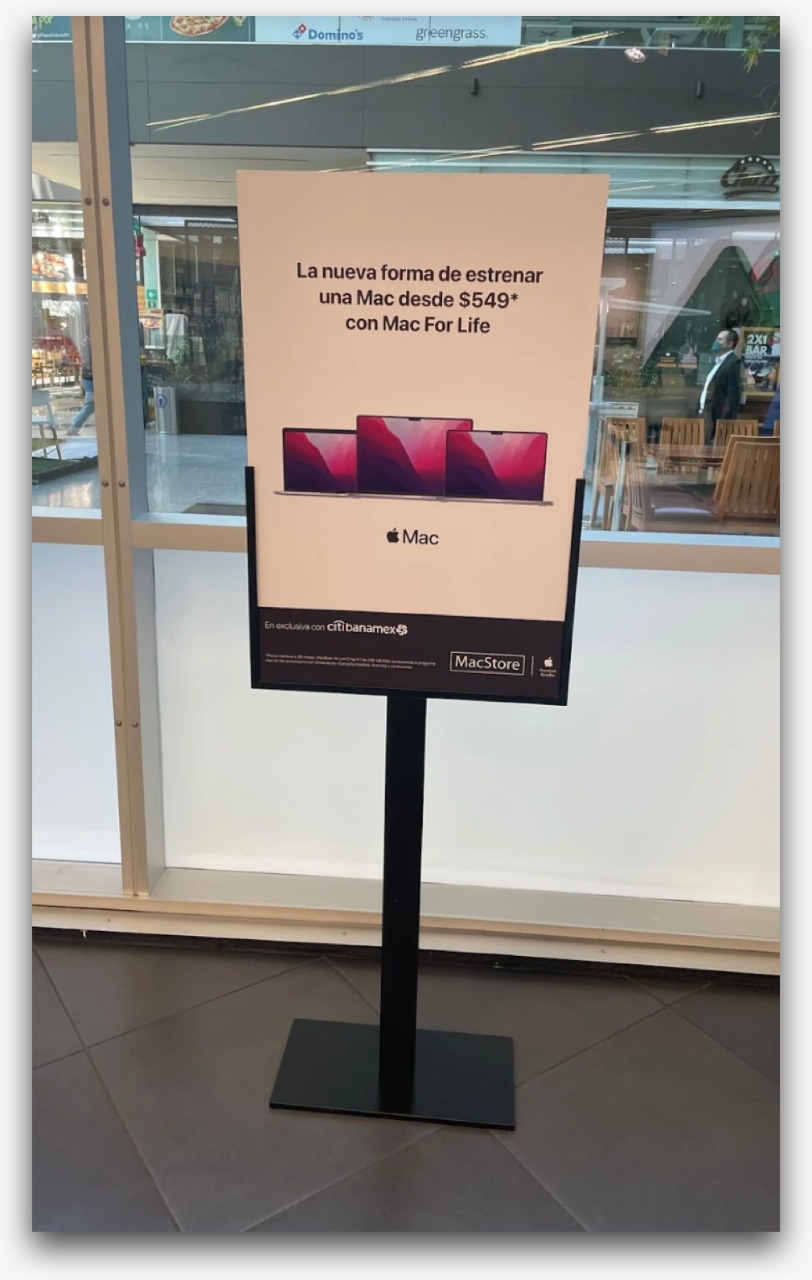 Domino's
greengrass.
La nueva forma de estrenar
una Mac desde $549*
con Mac For Life
2X1
BAR
Mac
En exclusiva con citibanamex
MacStore